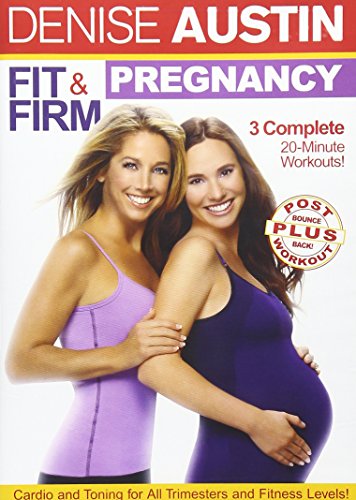 DENISE AUSTIN
FIT &
FIRM
PREGNANCY
3 Complete
20-Minute
Workouts!
POST
BOUNCE
PLUS
BACK!
WORKOUT
Cardio and Toning for All Trimesters and Fitness Levels!